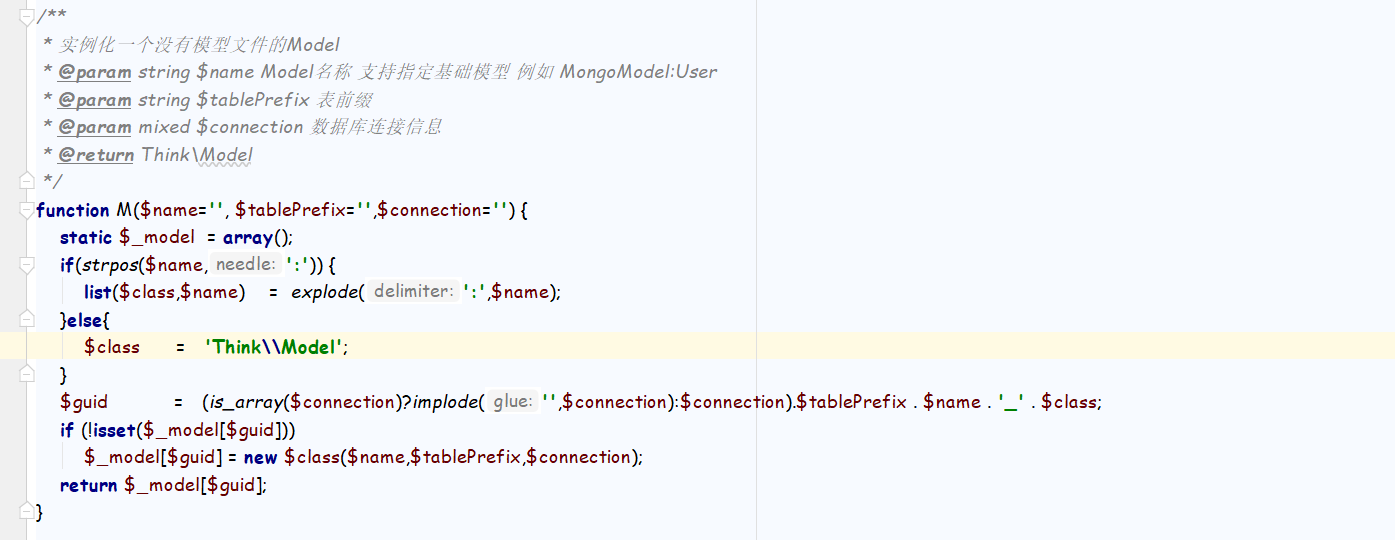 /**
 * 实例化一个没有模型文件的Model
 * @param string $name Model名称 支持指定基础模型 例如 MongoModel:User
 * @param string $tablePrefix 表前缀
 * @param mixed $connection 数据库连接信息
 * @return Think\Model
 */
function M($name='', $tablePrefix='',$connection='') {
    static $_model  = array();
    if(strpos($name, needle: ':')) {
        list($class,$name)    =  explode( delimiter: ':',$name);
    }else{
        $class      =   'Think\\Model';
    }
    $guid           =   (is_array($connection)?implode( glue: '',$connection):$connection).$tablePrefix . $name . '_' . $class;
    if (!isset($_model[$guid]))
        $_model[$guid] = new $class($name,$tablePrefix,$connection);
    return $_model[$guid];
}